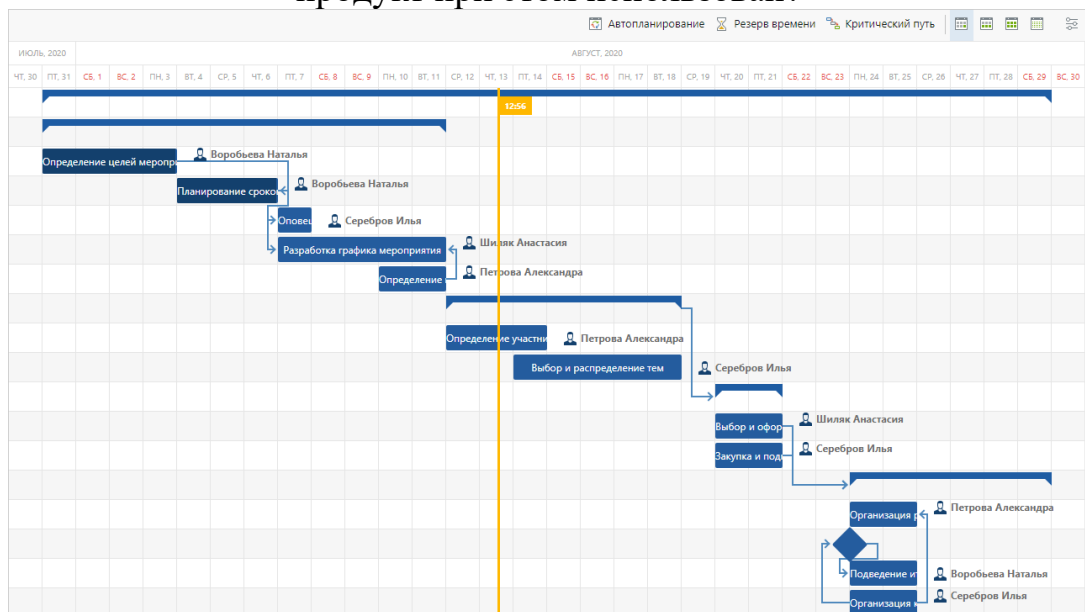 продукт при этом использован?
Автопланирование Резерв времени Критический путь
ИЮЛЬ, 2020 АВГУСТ, 2020
ЧТ, 30 ПТ, 31 СБ, 1 ВС, 2 ПН, 3 ВТ, 4 СР, 5 ЧТ, 6 ПТ, 7 СБ, 8 ВС, 9 ПН, 10 ВТ, 11 СР, 12 ЧТ, 13 ПТ, 14 СБ, 15 ВС, 16 ПН, 17 ВТ, 18 СР, 19 ЧТ, 20 ПТ, 21 СБ, 22 ВС, 23 ПН, 24 ВТ, 25 СР, 26 ЧТ, 27 ПТ, 28 СБ, 29 ВС, 30
12:56
Определение целей меропр Воробьева Наталья
Планирование сроков Воробьева Наталья
Оповещ Серебров Илья
Разработка графика мероприятия Шиляк Анастасия
Определение Петрова Александра
Определение участни Петрова Александра
Выбор и распределение тем Серебров Илья
Выбор и офор Шиляк Анастасия
Закупка и под Серебров Илья
Организация р Петрова Александра
Подведение ит Воробьева Наталья
Организация Серебров Илья